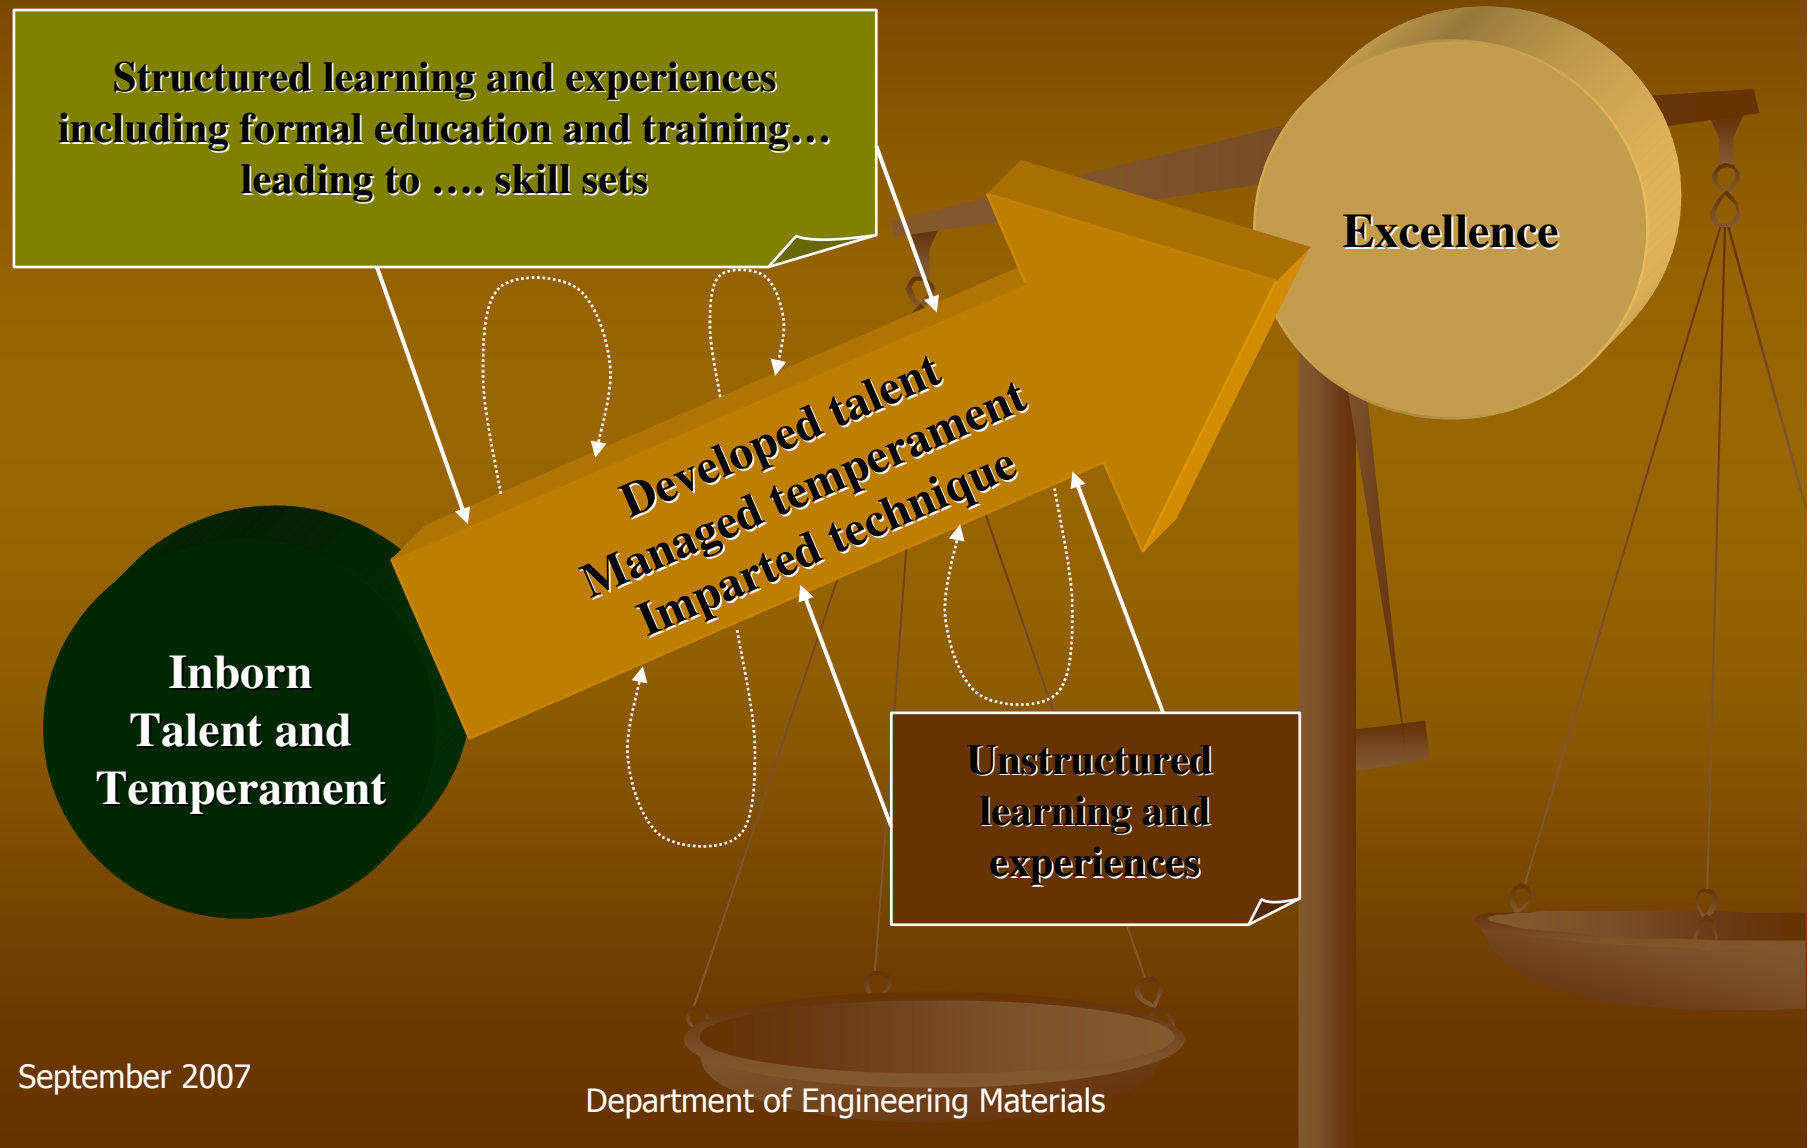 Structured learning and experiences
including formal education and training…
leading to …. skill sets
Excellence
Developed talent
Managed temperament
Imparted technique
Inborn
Talent and
Temperament
Unstructured
learning and
experiences
September 2007
Department of Engineering Materials